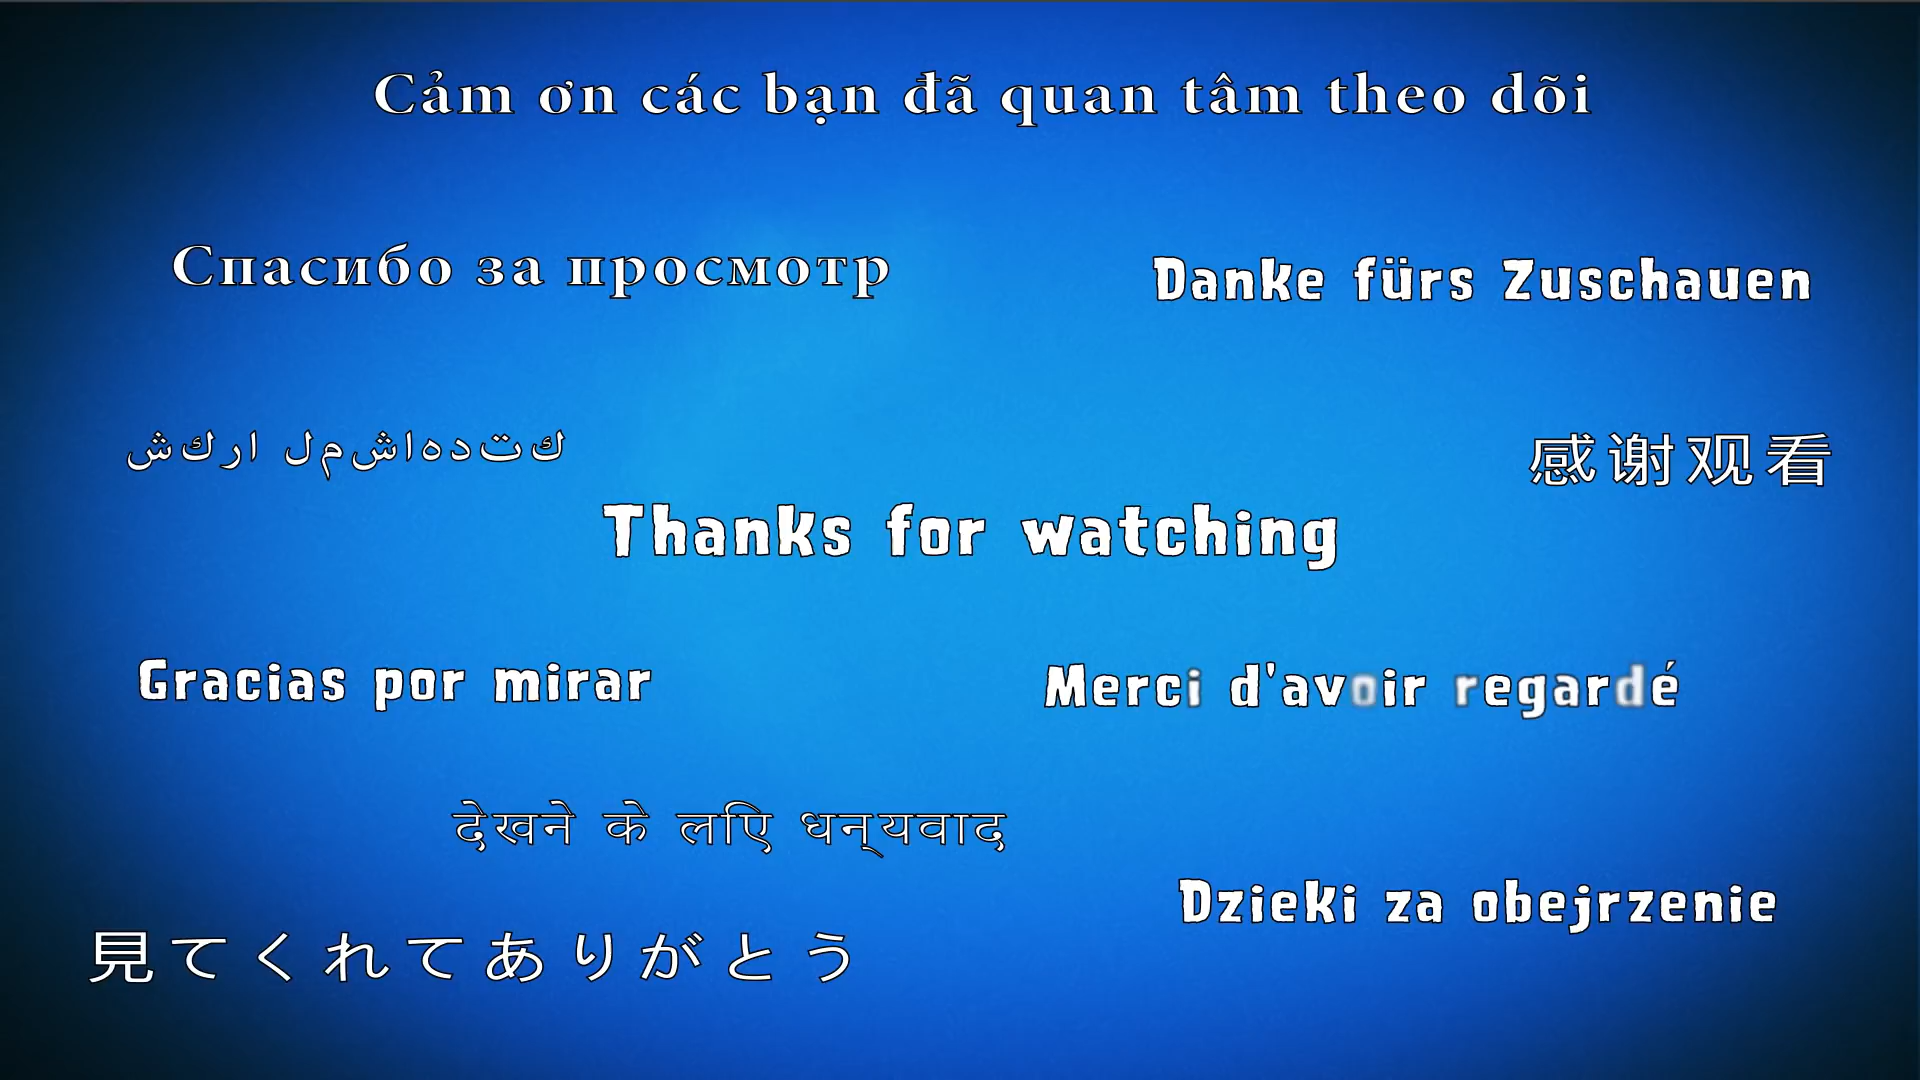 Cảm ơn các bạn đã quan tâm theo dõi
Спасибо за просмотр
Danke fürs Zuschauen
شكرا لمشاهدتك
感谢观看
Thanks for watching
Gracias por mirar
Merci d'avoir regardé
देखने के लिए धन्यवाद
Dzieki za obejrzenie
見てくれてありがとう